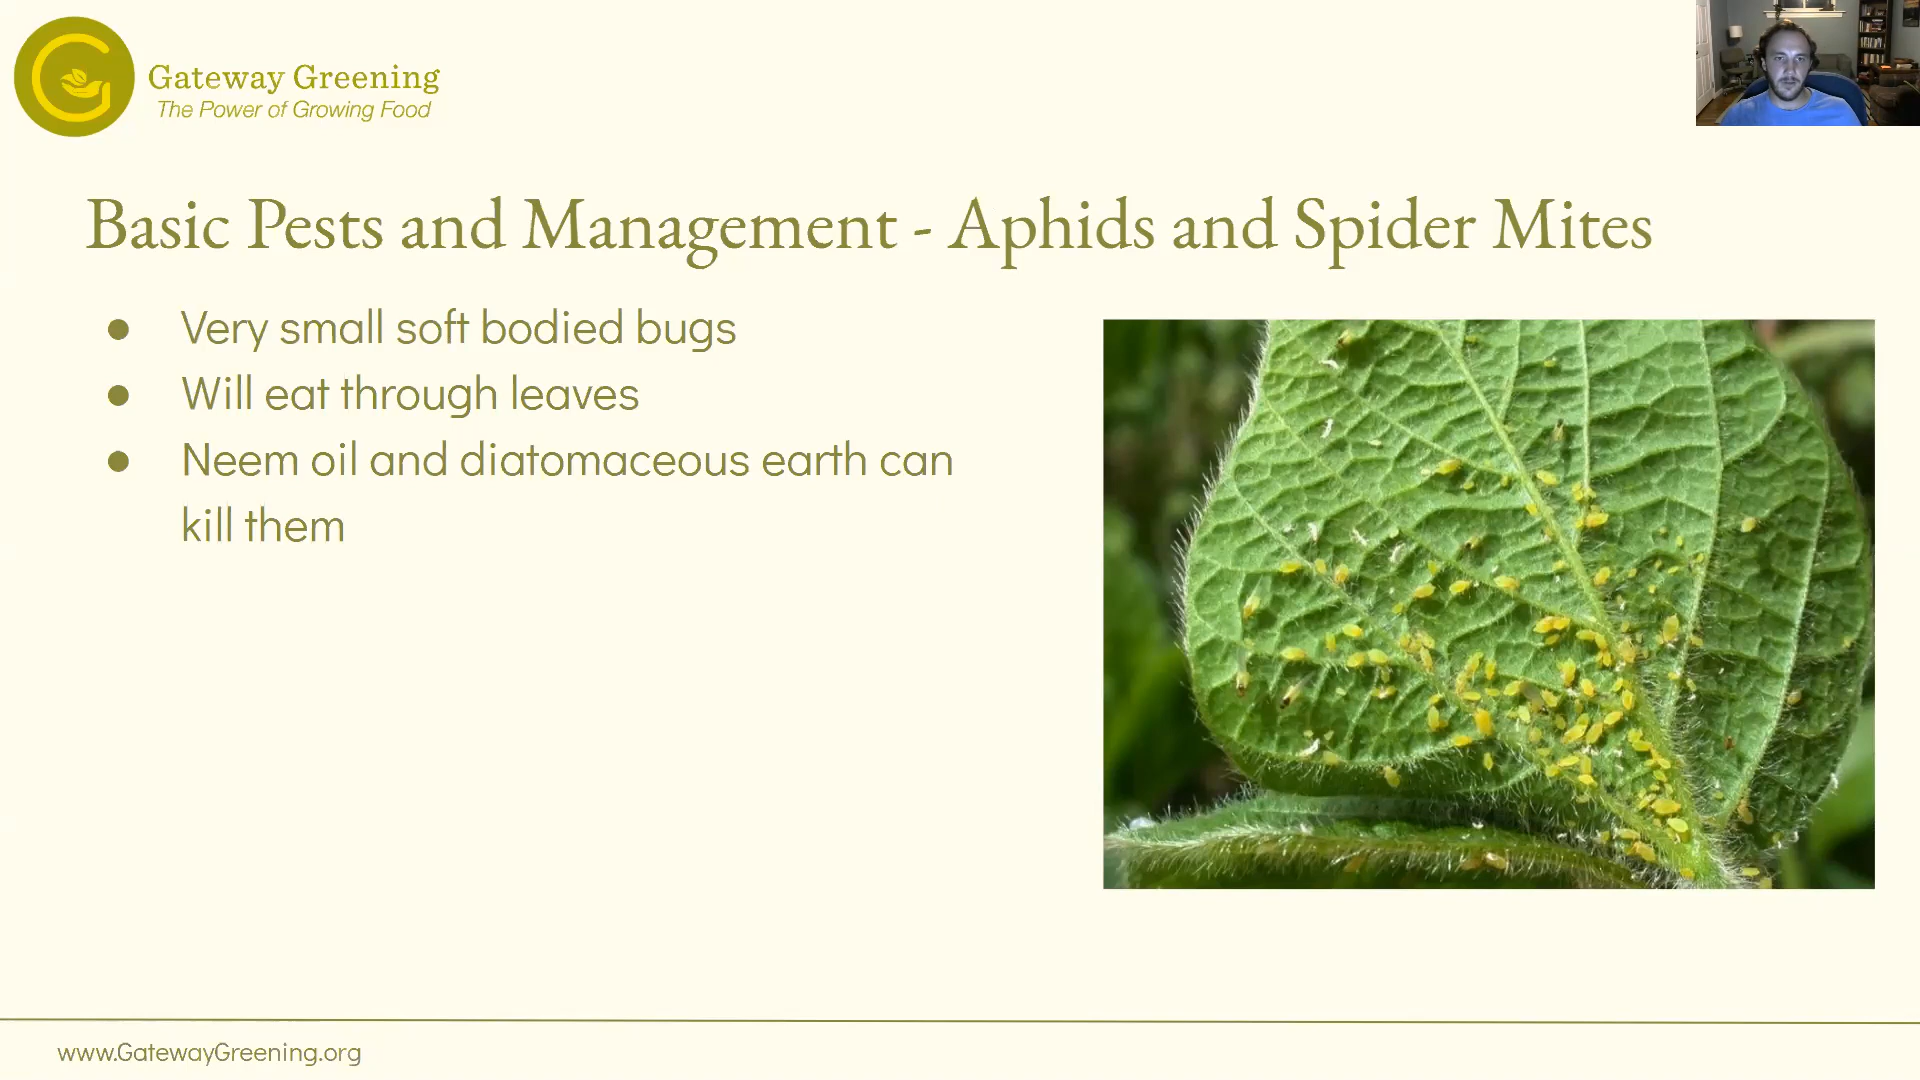 Gateway Greening
The Power of Growing Food
Basic Pests and Management - Aphids and Spider Mites
● Very small soft bodied bugs
● Will eat through leaves
● Neem oil and diatomaceous earth can
kill them
www.GatewayGreening.org